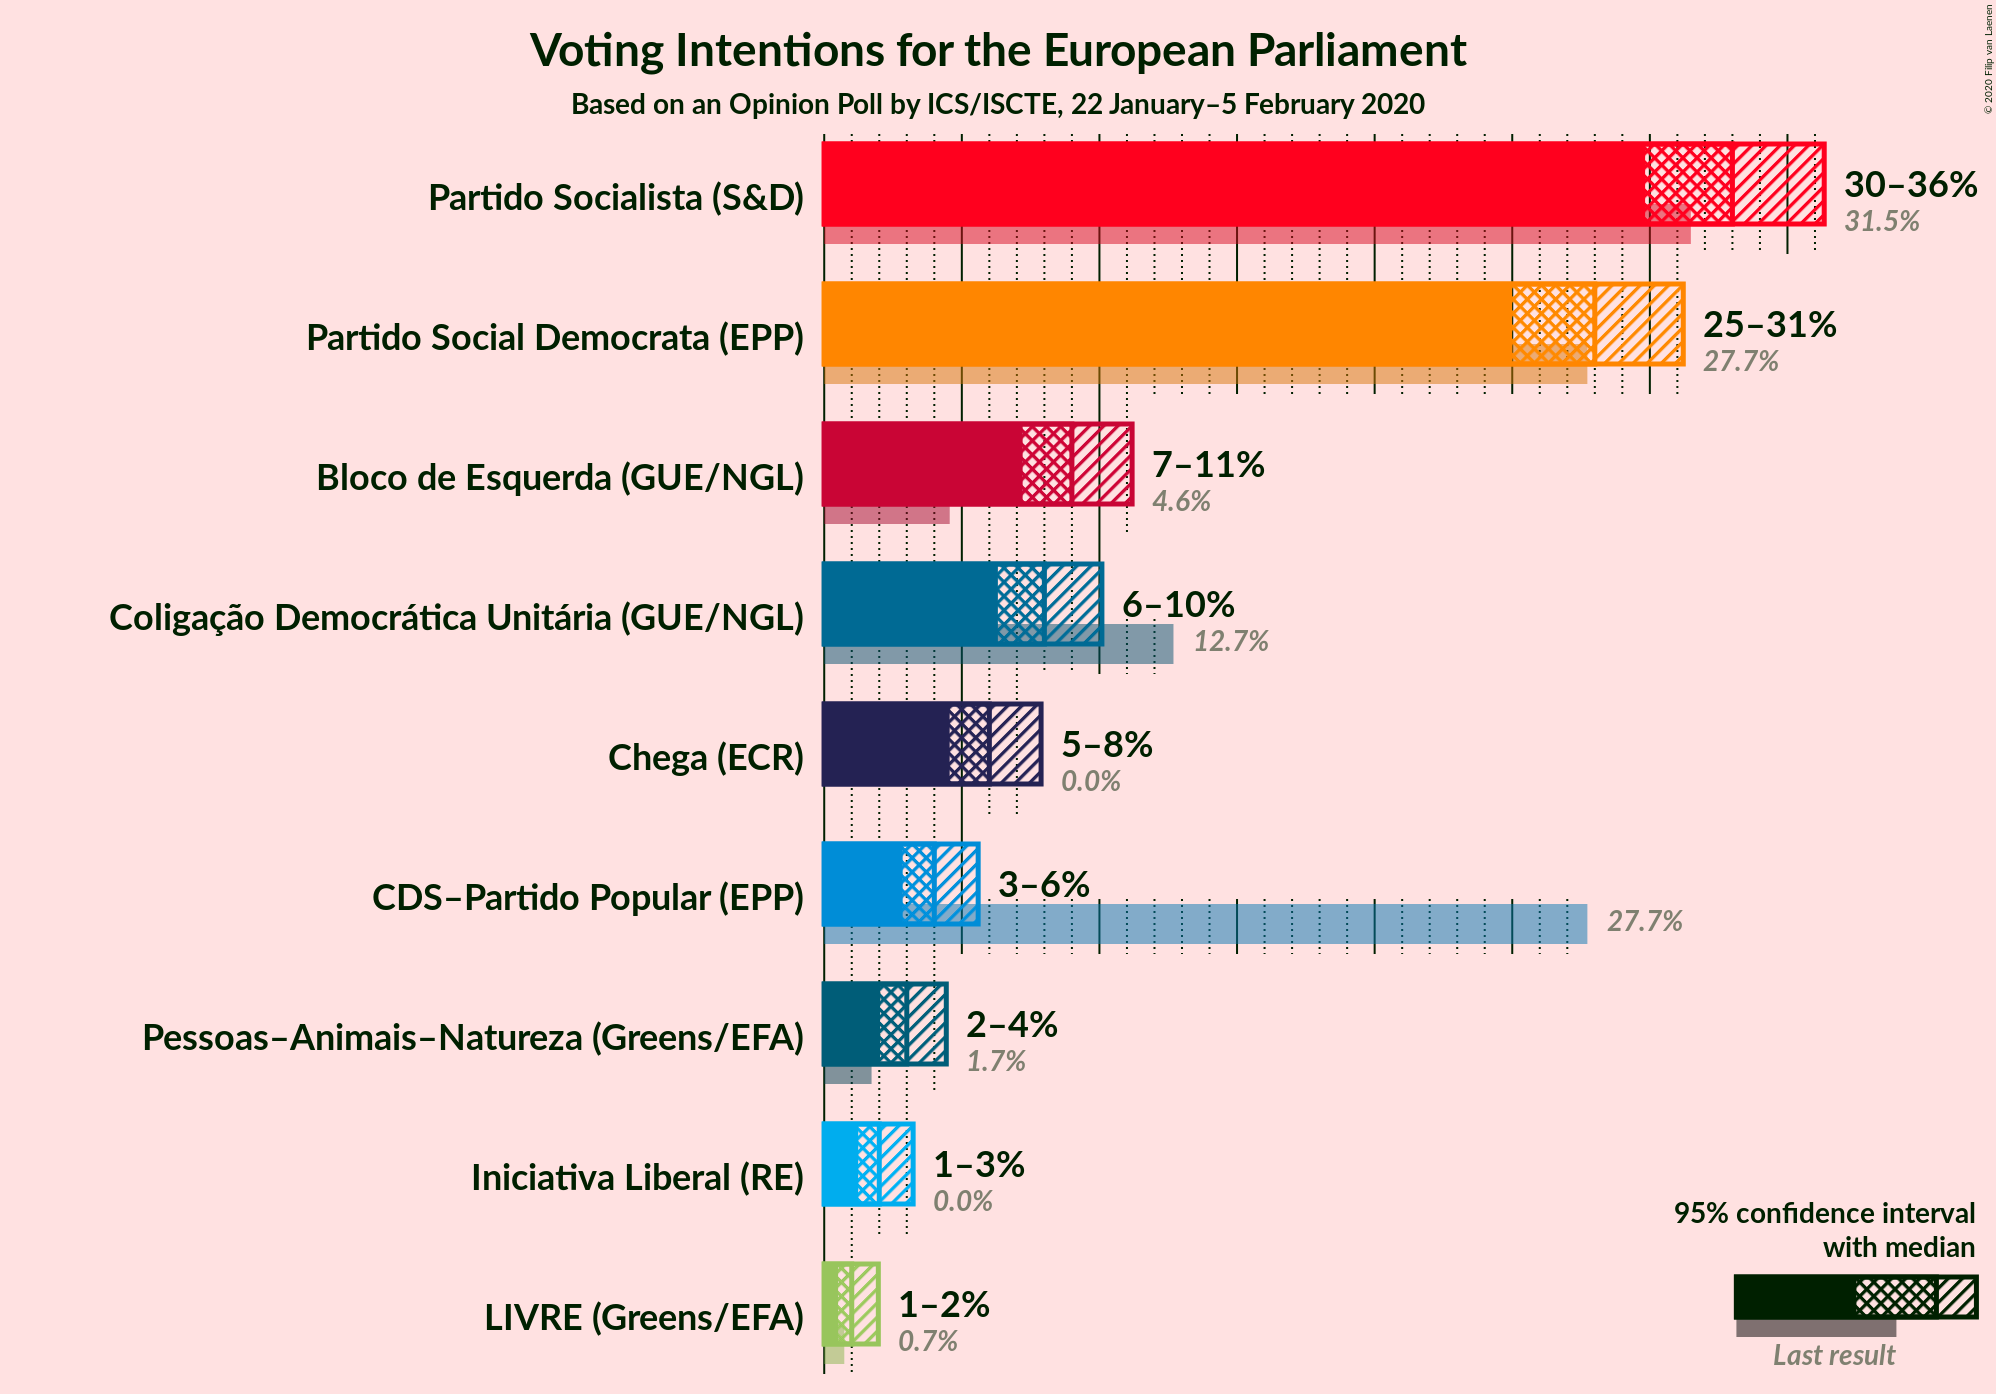 Voting Intentions for the European Parliament
Based on an Opinion Poll by ICS/ISCTE, 22 January–5 February 2020
© 2020 Filip van Laenen
Partido Socialista (S&D)
30–36%
31.5%
Partido Social Democrata (EPP)
25–31%
27.7%
Bloco de Esquerda (GUE/NGL)
7–11%
4.6%
Coligação Democrática Unitária (GUE/NGL)
6–10%
12.7%
Chega (ECR)
5–8%
0.0%
CDS–Partido Popular (EPP)
3–6%
27.7%
Pessoas–Animais–Natureza (Greens/EFA)
2–4%
1.7%
Iniciativa Liberal (RE)
1–3%
0.0%
LIVRE (Greens/EFA)
1–2%
0.7%
95% confidence interval
with median
Last result